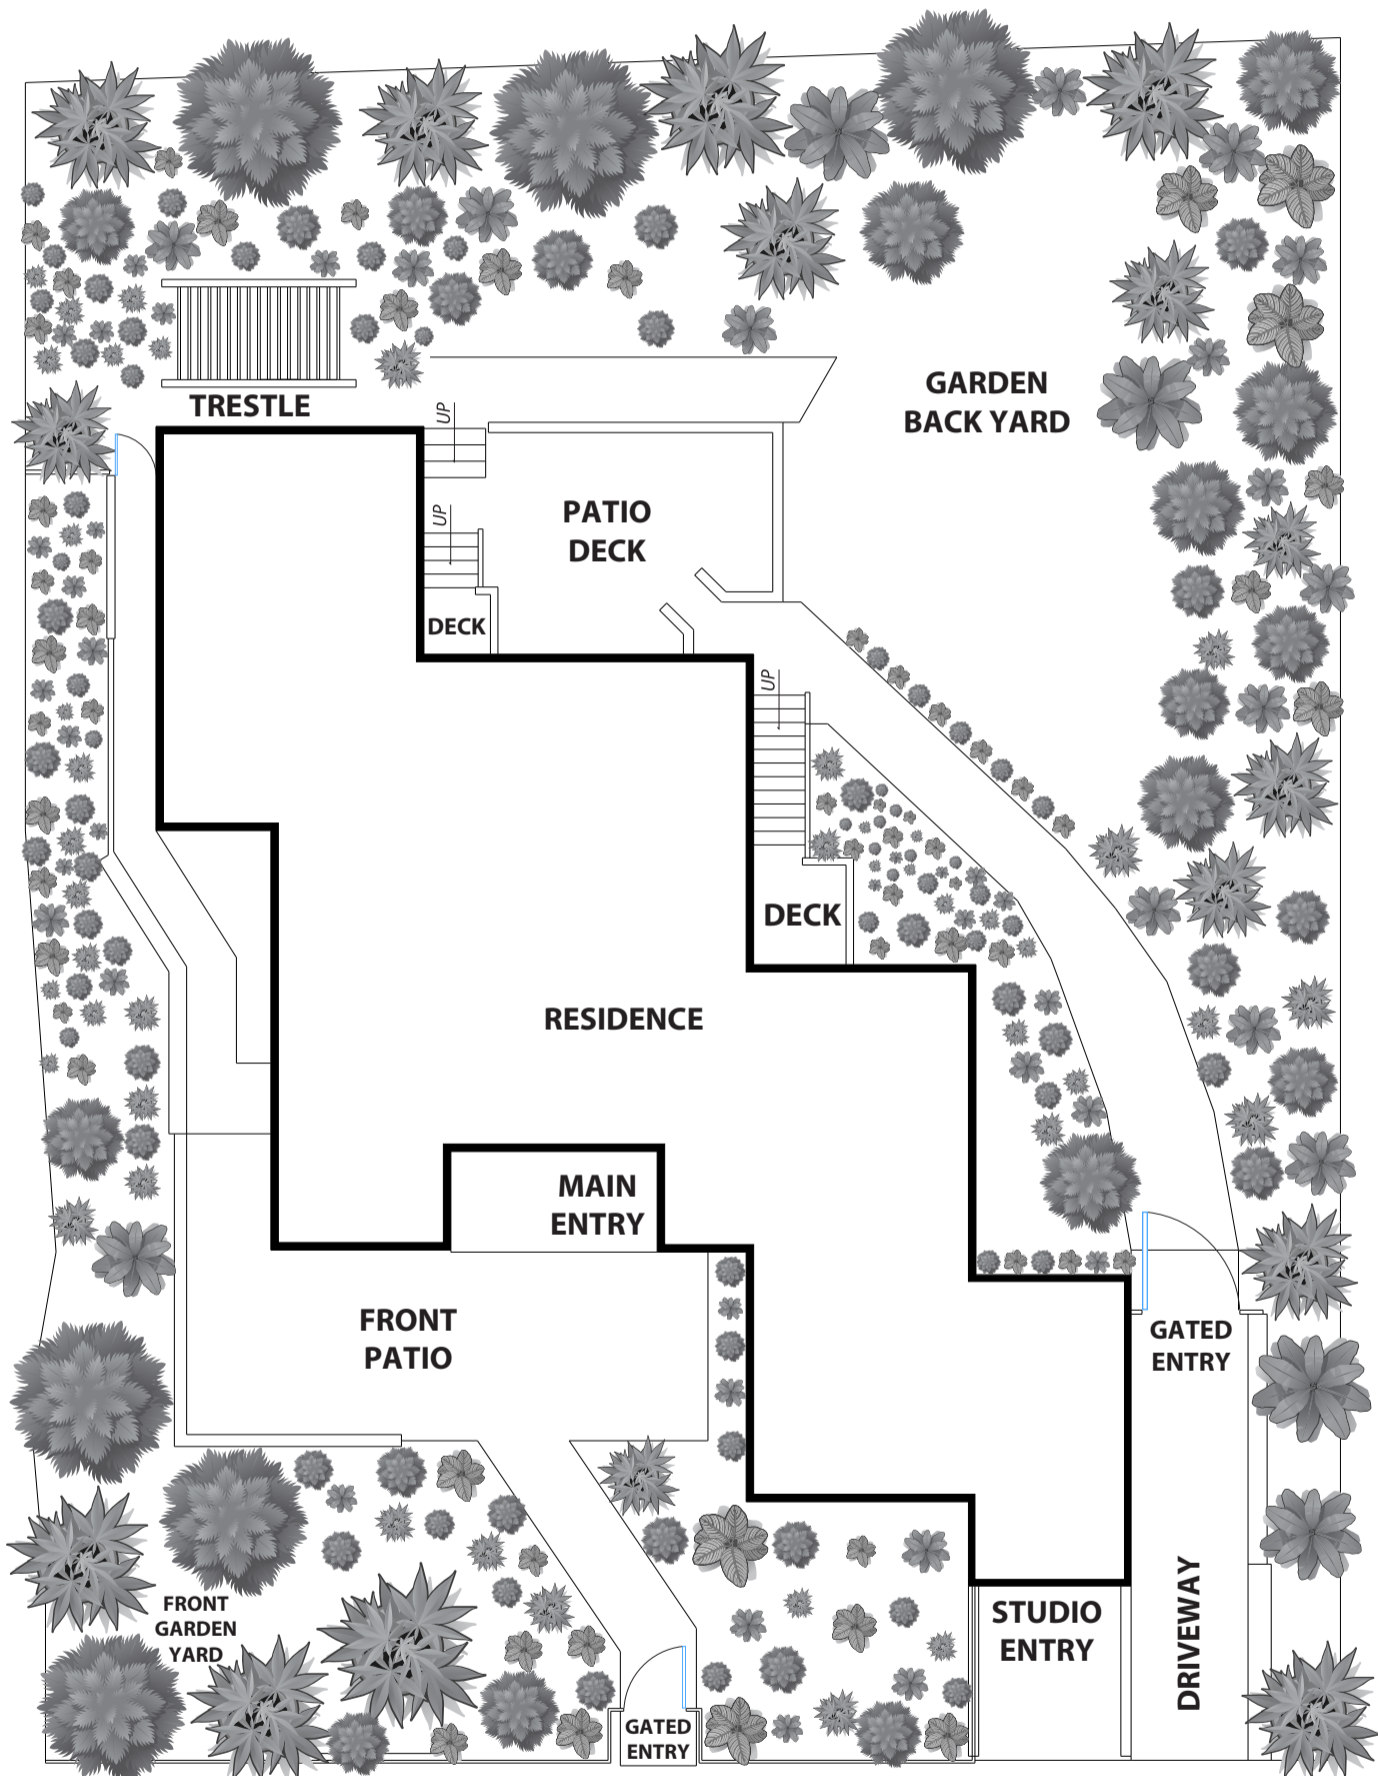 GARDEN
BACK YARD
TRESTLE
UP
PATIO
DECK
UP
DECK
UP
DECK
RESIDENCE
MAIN
ENTRY
FRONT
PATIO
GATED
ENTRY
FRONT
GARDEN
YARD
STUDIO
ENTRY
DRIVEWAY
GATED
ENTRY